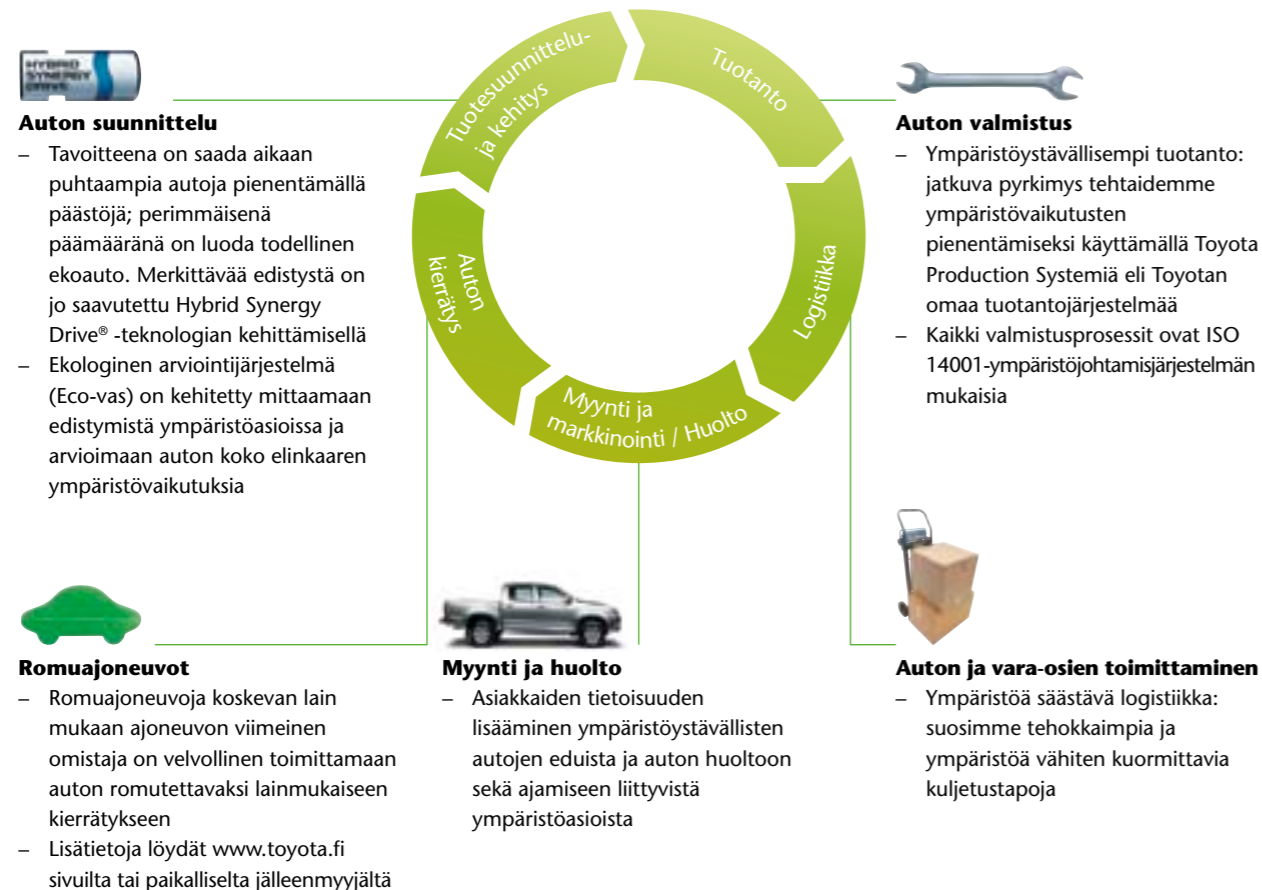 HYBRID
SYNERGY
DRIVE
Tuotesuunnittelu-
ja kehitys
Tuotanto
Logistiikka
Myynti ja
markkinointi / Huolto
Auton
kierrätys
Auton suunnittelu
– Tavoitteena on saada aikaan
puhtaampia autoja pienentämällä
päästöjä; perimmäisenä
päämääränä on luoda todellinen
ekoauto. Merkittävää edistystä on
jo saavutettu Hybrid Synergy
Drive® -teknologian kehittämisellä
– Ekologinen arviointijärjestelmä
(Eco-vas) on kehitetty mittaamaan
edistymistä ympäristöasioissa ja
arvioimaan auton koko elinkaaren
ympäristövaikutuksia
Auton valmistus
– Ympäristöystävällisempi tuotanto:
jatkuva pyrkimys tehtaidemme
ympäristövaikutusten
pienentämiseksi käyttämällä Toyota
Production Systemiä eli Toyotan
omaa tuotantojärjestelmää
– Kaikki valmistusprosessit ovat ISO
14001-ympäristöjohtamisjärjestelmän
mukaisia
Romuajoneuvot
– Romuajoneuvoja koskevan lain
mukaan ajoneuvon viimeinen
omistaja on velvollinen toimittamaan
auton romutettavaksi lainmukaiseen
kierrätykseen
– Lisätietoja löydät www.toyota.fi
sivuilta tai paikalliselta jälleenmyyjältä
Myynti ja huolto
– Asiakkaiden tietoisuuden
lisääminen ympäristöystävällisten
autojen eduista ja auton huoltoon
sekä ajamiseen liittyvistä
ympäristöasioista
Auton ja vara-osien toimittaminen
– Ympäristöä säästävä logistiikka:
suosimme tehokkaimpia ja
ympäristöä vähiten kuormittavia
kuljetustapoja